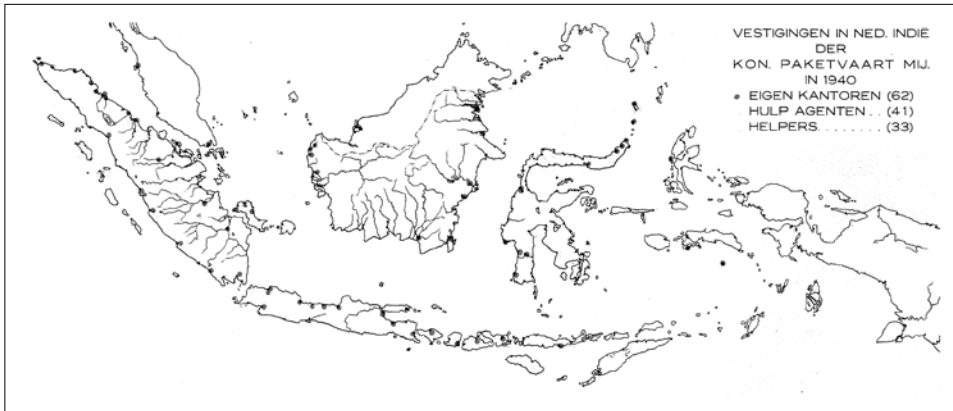 VESTIGINGEN IN NED. INDIË
DER
KON. PAKETVAART MIJ.
IN 1940
EIGEN KANTOREN (62)
HULP AGENTEN . . (41)
HELPERS . . . . . . . . (33)